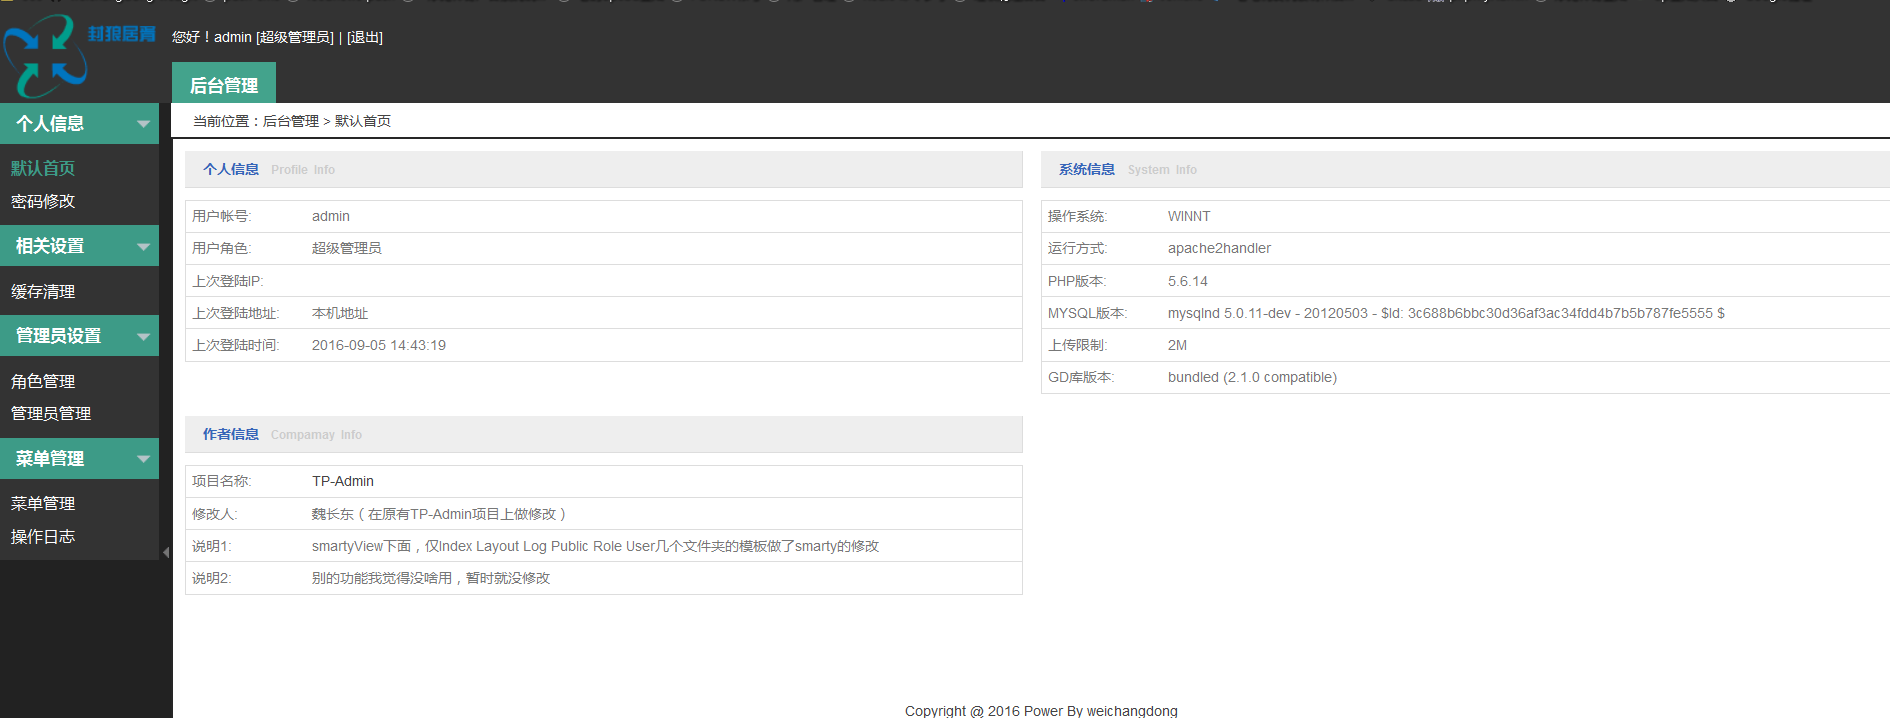 封狼居胥
您好！admin [超级管理员] | [退出]
后台管理
个人信息
默认首页
密码修改
相关设置
缓存清理
管理员设置
角色管理
管理员管理
菜单管理
菜单管理
操作日志
当前位置：后台管理 > 默认首页
个人信息 Profile Info
用户帐号: admin
用户角色: 超级管理员
上次登陆IP:
上次登陆地址: 本机地址
上次登陆时间: 2016-09-05 14:43:19
系统信息 System Info
操作系统: WINNT
运行方式: apache2handler
PHP版本: 5.6.14
MYSQL版本: mysqlnd 5.0.11-dev - 20120503 - $Id: 3c688b6bbc30d36af3ac34fdd4b7b5b787fe5555 $
上传限制: 2M
GD库版本: bundled (2.1.0 compatible)
作者信息 Compamay Info
项目名称: TP-Admin
修改人: 魏长东（在原有TP-Admin项目上做修改）
说明1: smartyView下面，仅Index Layout Log Public Role User几个文件夹的模板做了smarty的修改
说明2: 别的功能我觉得没啥用，暂时就没修改
Copyright @ 2016 Power By weichangdong